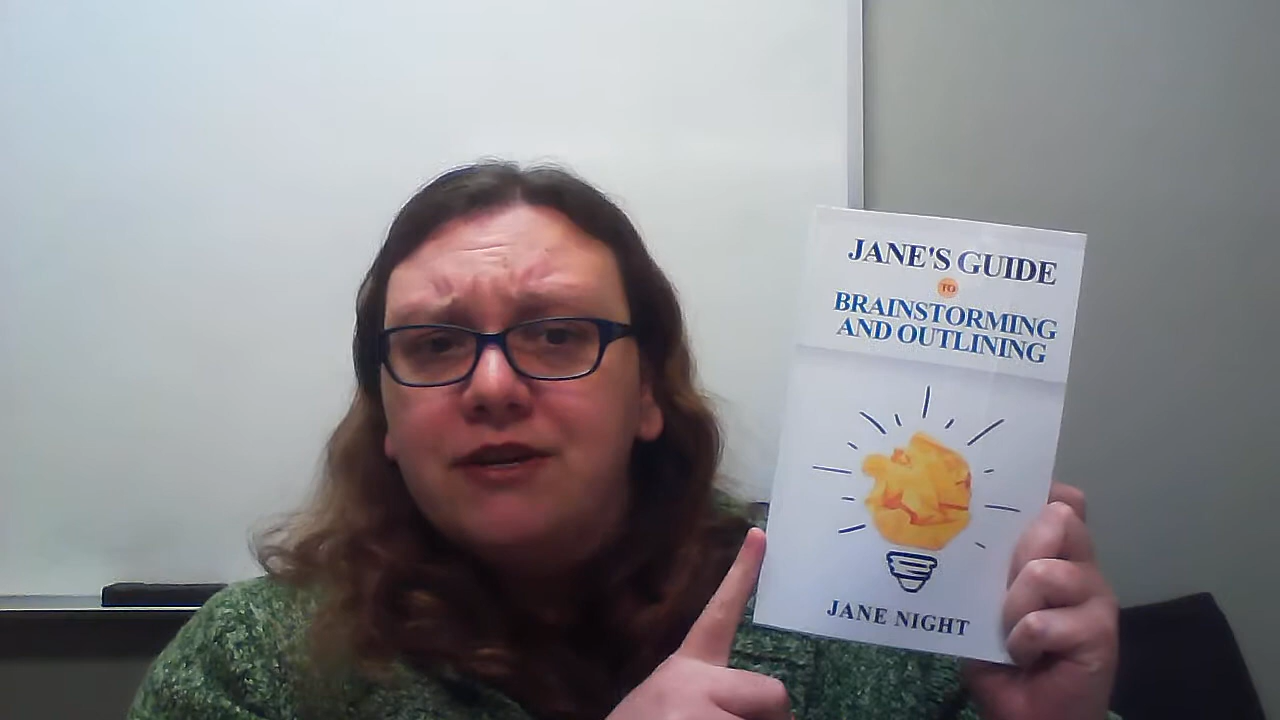 JANE'S GUIDE
TO
BRAINSTORMING
AND OUTLINING
JANE NIGHT